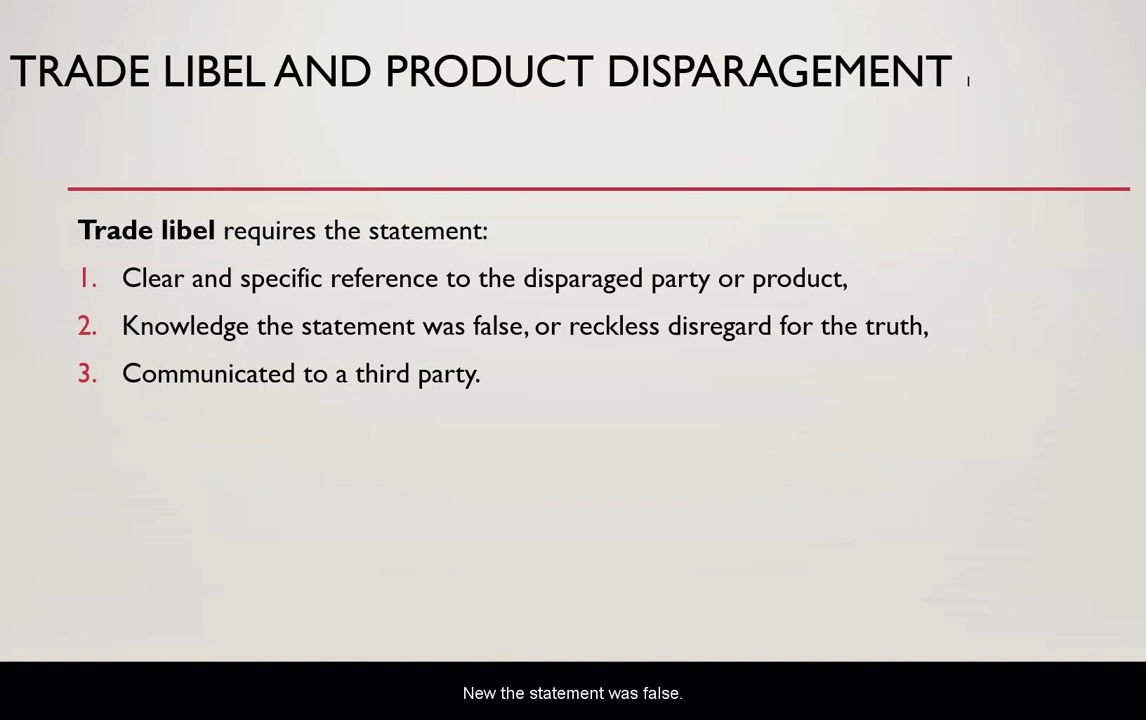 TRADE LIBEL AND PRODUCT DISPARAGEMENT I
Trade libel requires the statement:
1. Clear and specific reference to the disparaged party or product,
2. Knowledge the statement was false, or reckless disregard for the truth,
3. Communicated to a third party.
New the statement was false.